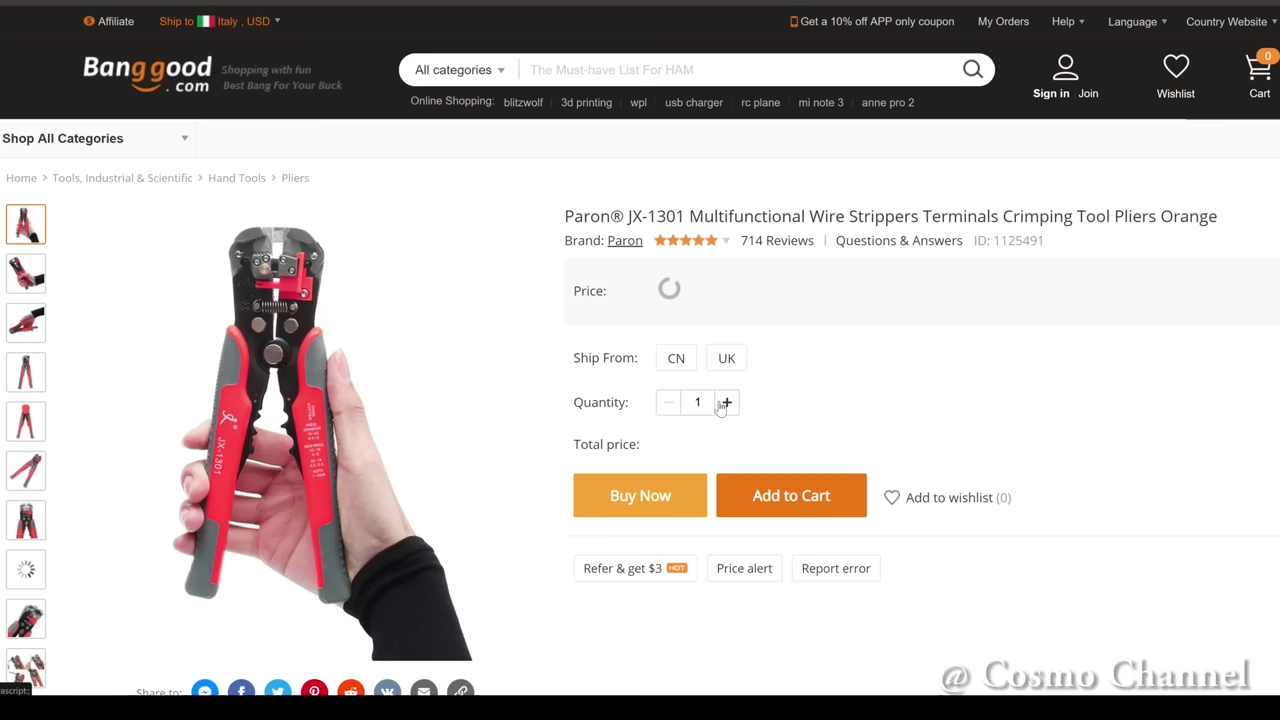 Affiliate
Ship to Italy , USD
Get a 10% off APP only coupon
My Orders
Help
Language
Country Website
Banggood
.com
Shopping with fun
Best Bang For Your Buck
All categories
The Must-have List For HAM
Online Shopping:
blitzwolf
3d printing
wpl
usb charger
rc plane
mi note 3
anne pro 2
Sign in
Join
Wishlist
0
Cart
Shop All Categories
Home > Tools, Industrial & Scientific > Hand Tools > Pliers
Paron® JX-1301 Multifunctional Wire Strippers Terminals Crimping Tool Pliers Orange
Brand: Paron
714 Reviews
Questions & Answers
ID: 1125491
Price:
Ship From:
CN
UK
Quantity:
1
Total price:
Buy Now
Add to Cart
Add to wishlist (0)
Refer & get $3 HOT
Price alert
Report error
JX-1301
Share to:
ascript:
@ Cosmo Channel